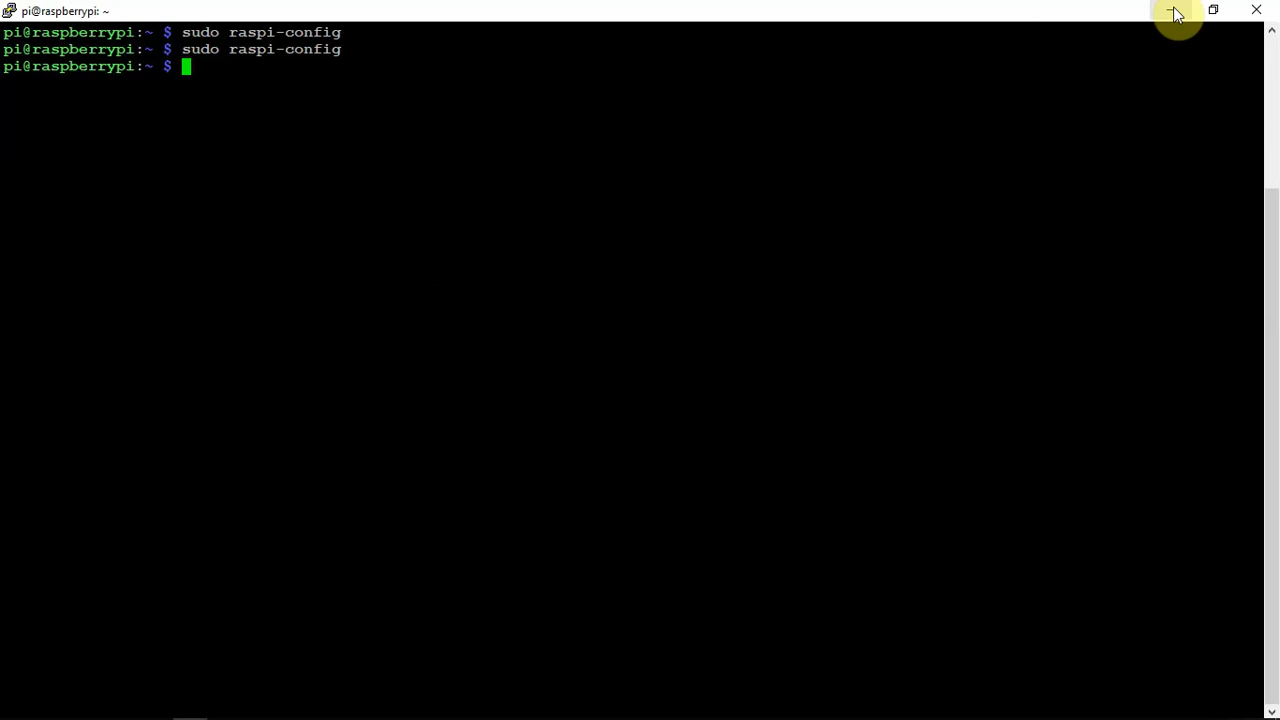 pi@raspberrypi: ~
pi@raspberrypi:~ $ sudo raspi-config
pi@raspberrypi:~ $ sudo raspi-config
pi@raspberrypi:~ $